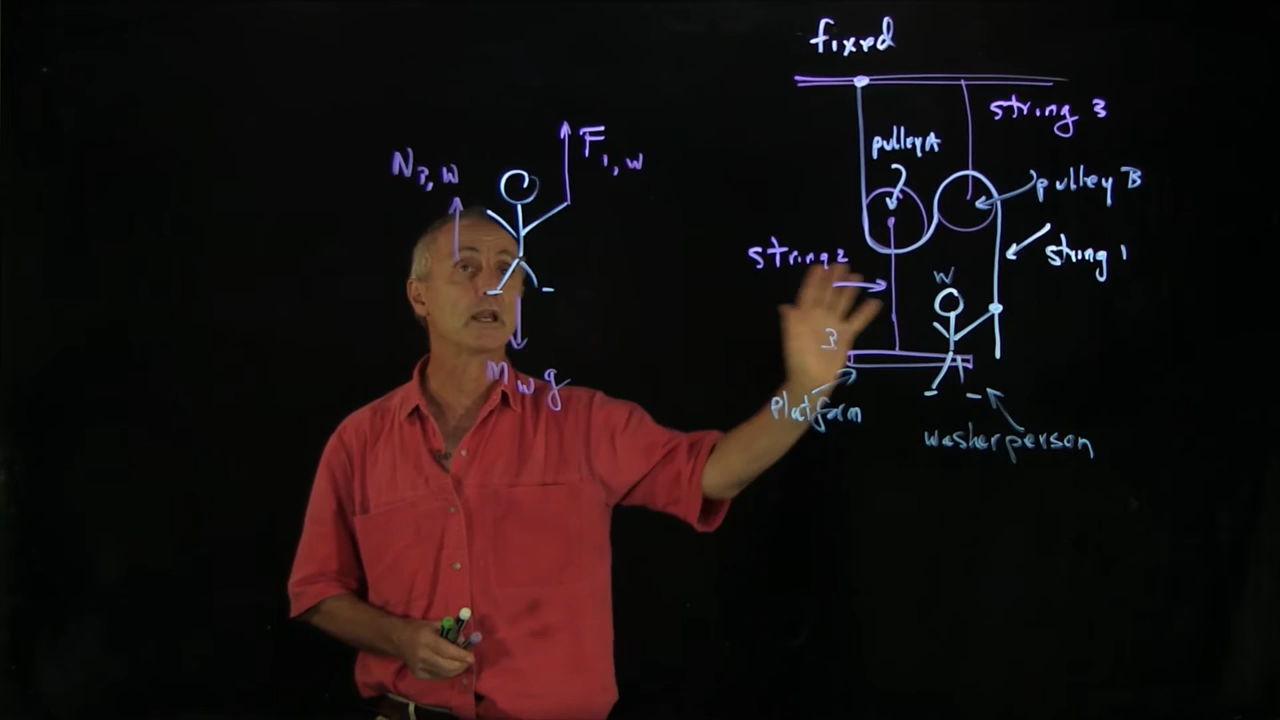 fixed
string 3
pulley A
pulley B
string 1
string 2
W
3
platform
washerperson
N3,W
F1,W
Mwg